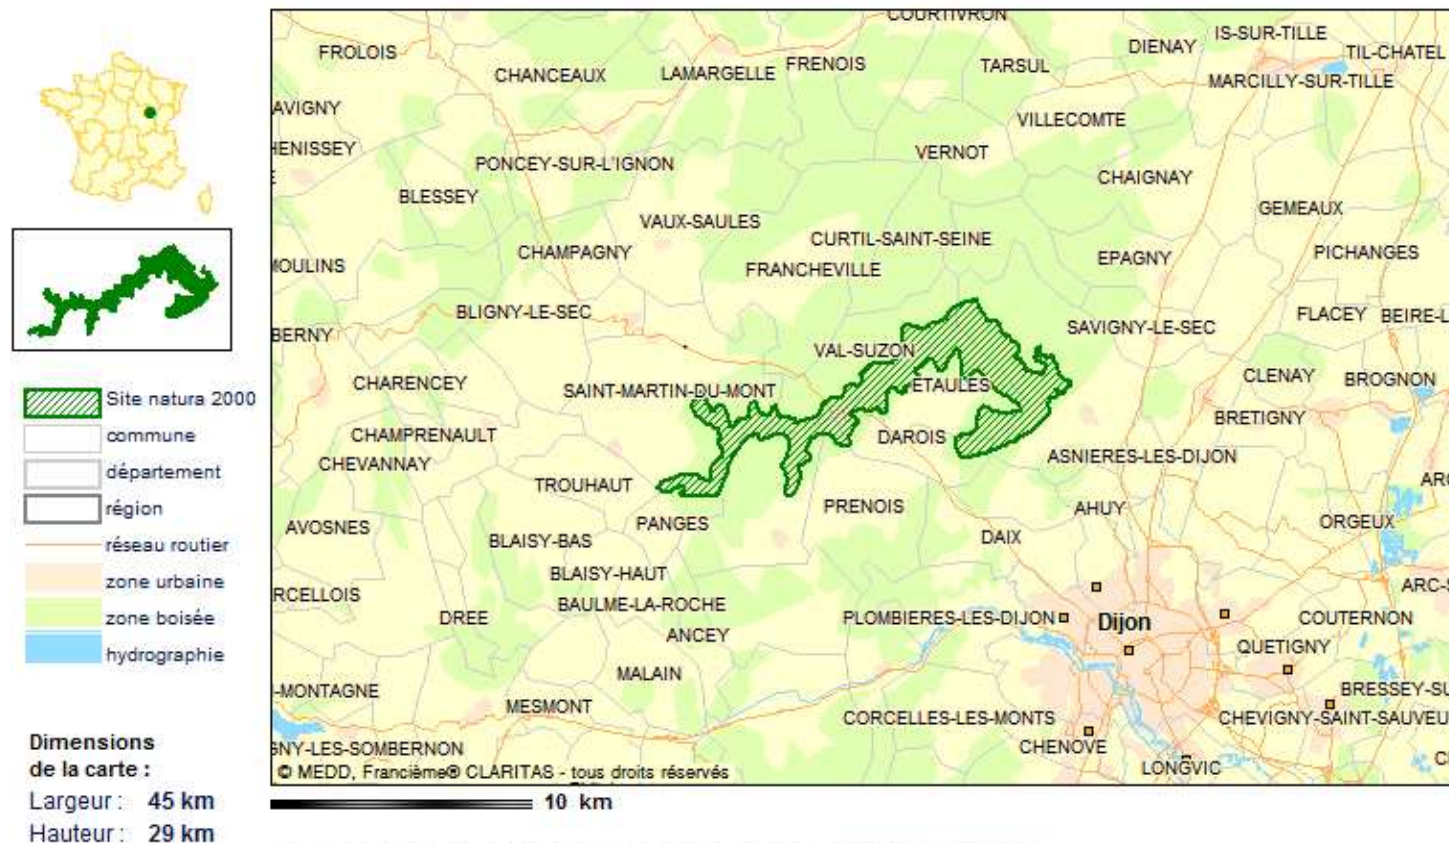 COURTIVRON
FROLOIS
DIENAY
IS-SUR-TILLE
TIL-CHATEL
CHANCEAUX
LAMARGELLE
FRENOIS
TARSUL
MARCILLY-SUR-TILLE
AVIGNY
VILLECOMTE
HENISSEY
PONCEY-SUR-L'IGNON
VERNOT
CHAIGNAY
BLESSEY
GEMEAUX
VAUX-SAULES
CHAMPAGNY
CURTIL-SAINT-SEINE
PICHANGES
MOULINS
FRANCHEVILLE
EPAGNY
BLIGNY-LE-SEC
FLACEY
BEIRE-L
BERNY
SAVIGNY-LE-SEC
VAL-SUZON
CHARENCEY
SAINT-MARTIN-DU-MONT
ETAULES
CLENAY
BROGNON
BRETIGNY
CHAMPRENAULT
DAROIS
CHEVANNAY
ASNIERES-LES-DIJON
TROUHAUT
PRENOIS
AHUY
AVOSNES
PANGES
ORGEUX
BLAISY-BAS
DAIX
BLAISY-HAUT
RCELLOIS
BAULME-LA-ROCHE
ARC-S
DREE
PLOMBIERES-LES-DIJON
Dijon
COUTERNON
ANCEY
QUETIGNY
MALAIN
-MONTAGNE
BRESSEY-SU
MESMONT
CORCELLES-LES-MONTS
CHEVIGNY-SAINT-SAUVEU
GNY-LES-SOMBERNON
CHENOVE
LONGVIC
© MEDD, Francième® CLARITAS - tous droits réservés
10 km
Site natura 2000
commune
département
région
réseau routier
zone urbaine
zone boisée
hydrographie
Dimensions
de la carte :
Largeur : 45 km
Hauteur : 29 km